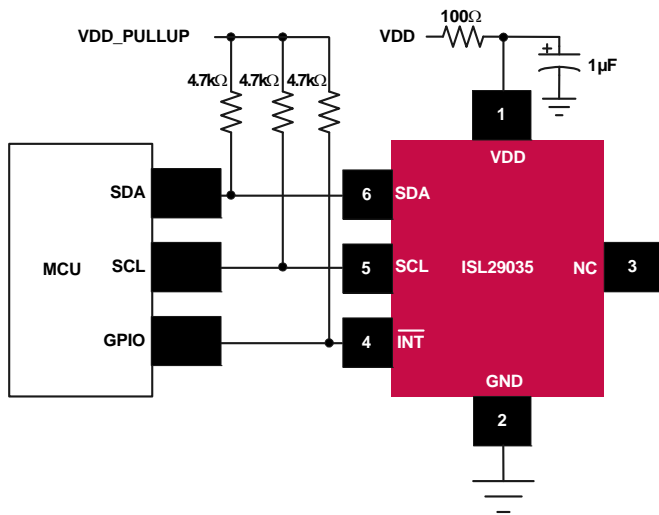 VDD_PULLUP
VDD
100Ω
+
1µF
4.7kΩ 4.7kΩ 4.7kΩ
1
VDD
MCU
SDA
6
SDA
SCL
5
SCL
ISL29035
NC
3
GPIO
4
I̅N̅T̅
GND
2